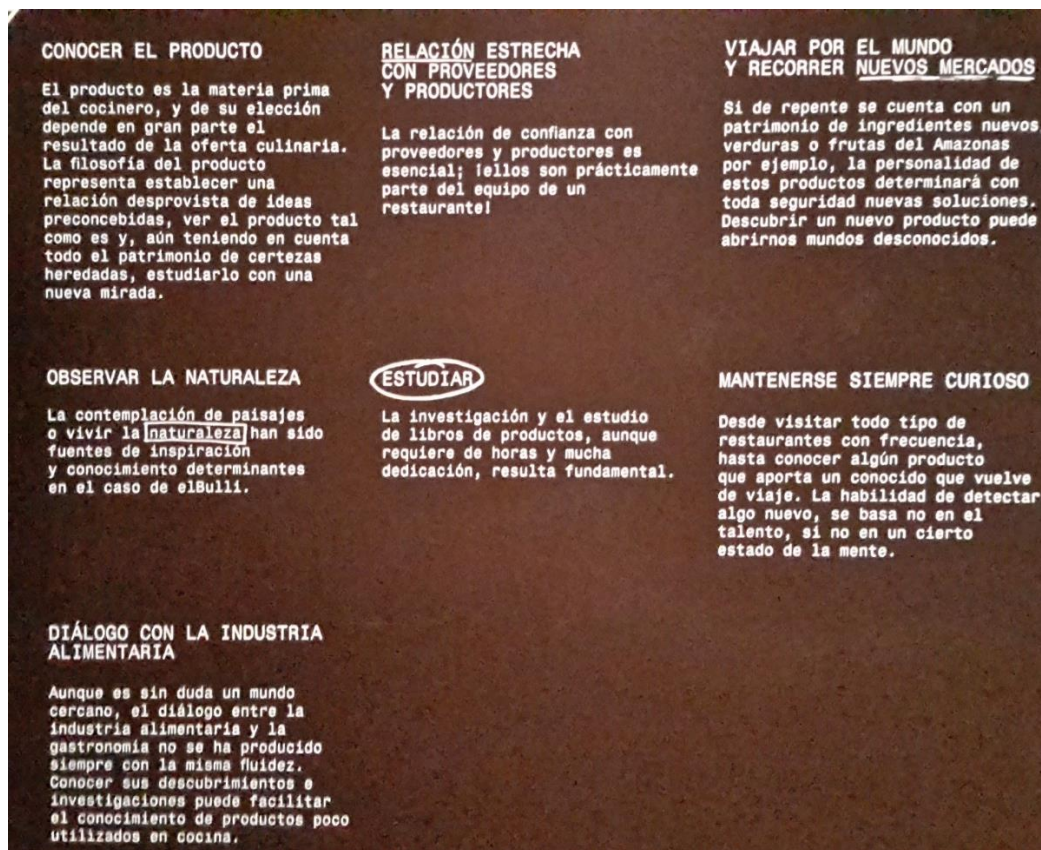 CONOCER EL PRODUCTO
El producto es la materia prima
del cocinero, y de su elección
depende en gran parte el
resultado de la oferta culinaria.
La filosofía del producto
representa establecer una
relación desprovista de ideas
preconcebidas, ver el producto tal
como es y, aún teniendo en cuenta
todo el patrimonio de certezas
heredadas, estudiarlo con una
nueva mirada.
RELACIÓN ESTRECHA
CON PROVEEDORES
Y PRODUCTORES
La relación de confianza con
proveedores y productores es
esencial; ¡ellos son prácticamente
parte del equipo de un
restaurante!
VIAJAR POR EL MUNDO
Y RECORRER NUEVOS MERCADOS
Si de repente se cuenta con un
patrimonio de ingredientes nuevos,
verduras o frutas del Amazonas
por ejemplo, la personalidad de
estos productos determinará con
toda seguridad nuevas soluciones.
Descubrir un nuevo producto puede
abrirnos mundos desconocidos.
OBSERVAR LA NATURALEZA
La contemplación de paisajes
o vivir la naturaleza han sido
fuentes de inspiración
y conocimiento determinantes
en el caso de elBulli.
ESTUDIAR
La investigación y el estudio
de libros de productos, aunque
requiere de horas y mucha
dedicación, resulta fundamental.
MANTENERSE SIEMPRE CURIOSO
Desde visitar todo tipo de
restaurantes con frecuencia,
hasta conocer algún producto
que aporta un conocido que vuelve
de viaje. La habilidad de detectar
algo nuevo, se basa no en el
talento, si no en un cierto
estado de la mente.
DIÁLOGO CON LA INDUSTRIA
ALIMENTARIA
Aunque es sin duda un mundo
cercano, el diálogo entre la
industria alimentaria y la
gastronomía no se ha producido
siempre con la misma fluidez.
Conocer sus descubrimientos e
investigaciones puede facilitar
el conocimiento de productos poco
utilizados en cocina.